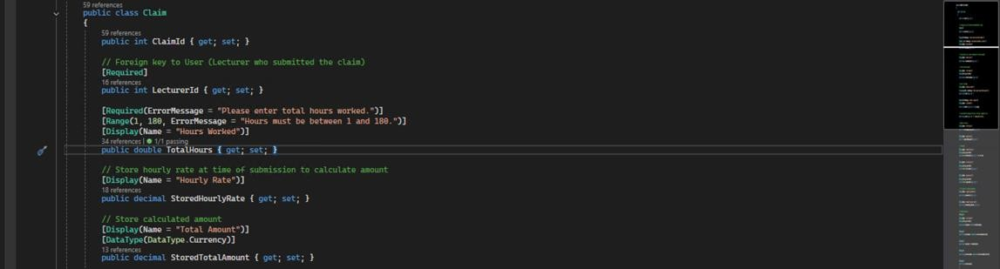 59 references
public class Claim
{
59 references
public int ClaimId { get; set; }
// Foreign key to User (Lecturer who submitted the claim)
[Required]
16 references
public int LecturerId { get; set; }
[Required(ErrorMessage = "Please enter total hours worked.")]
[Range(1, 180, ErrorMessage = "Hours must be between 1 and 180.")]
[Display(Name = "Hours Worked")]
34 references | 1/1 passing
public double TotalHours { get; set; }
// Store hourly rate at time of submission to calculate amount
[Display(Name = "Hourly Rate")]
18 references
public decimal StoredHourlyRate { get; set; }
// Store calculated amount
[Display(Name = "Total Amount")]
[DataType(DataType.Currency)]
13 references
public decimal StoredTotalAmount { get; set; }